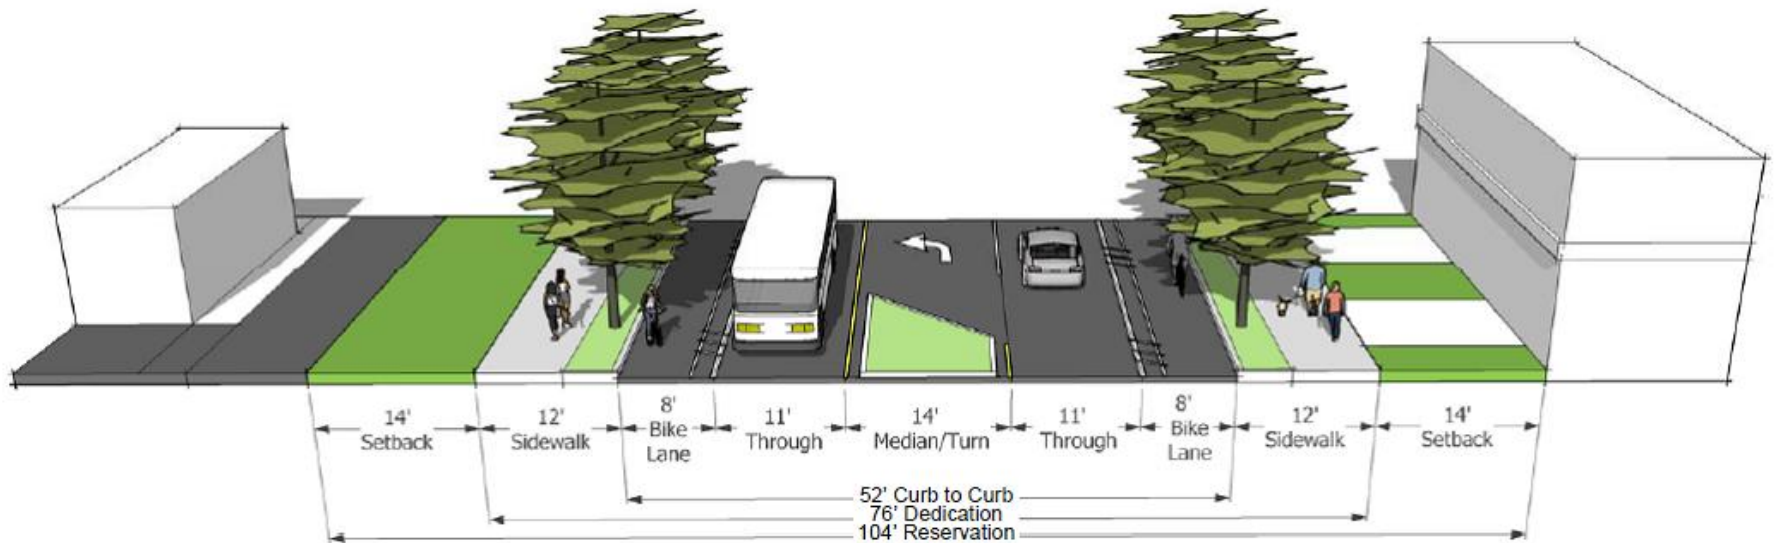 14' 12' 8' 11' 14' 11' 8' 12' 14'
Setback Sidewalk Bike Through Median/Turn Through Bike Sidewalk Setback
Lane Lane
52' Curb to Curb
76' Dedication
104' Reservation